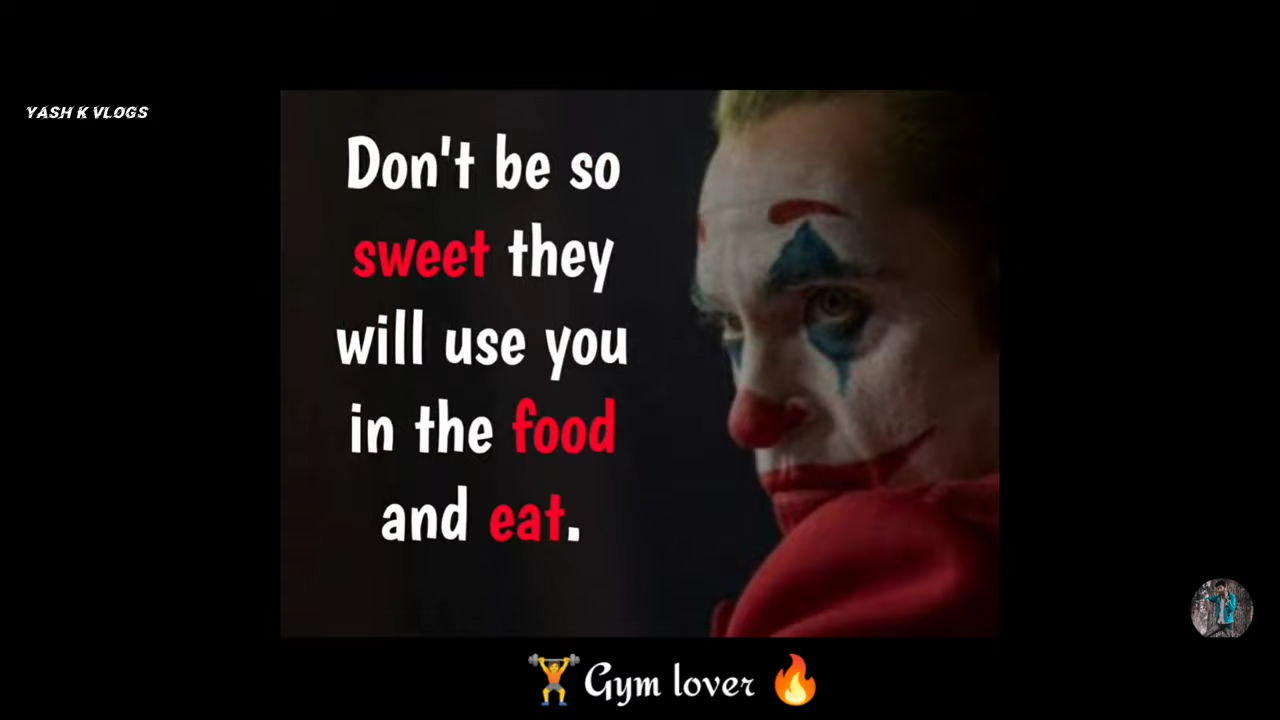 YASH K VLOGS
Don't be so
sweet they
will use you
in the food
and eat.
🏋️Gym lover 🔥